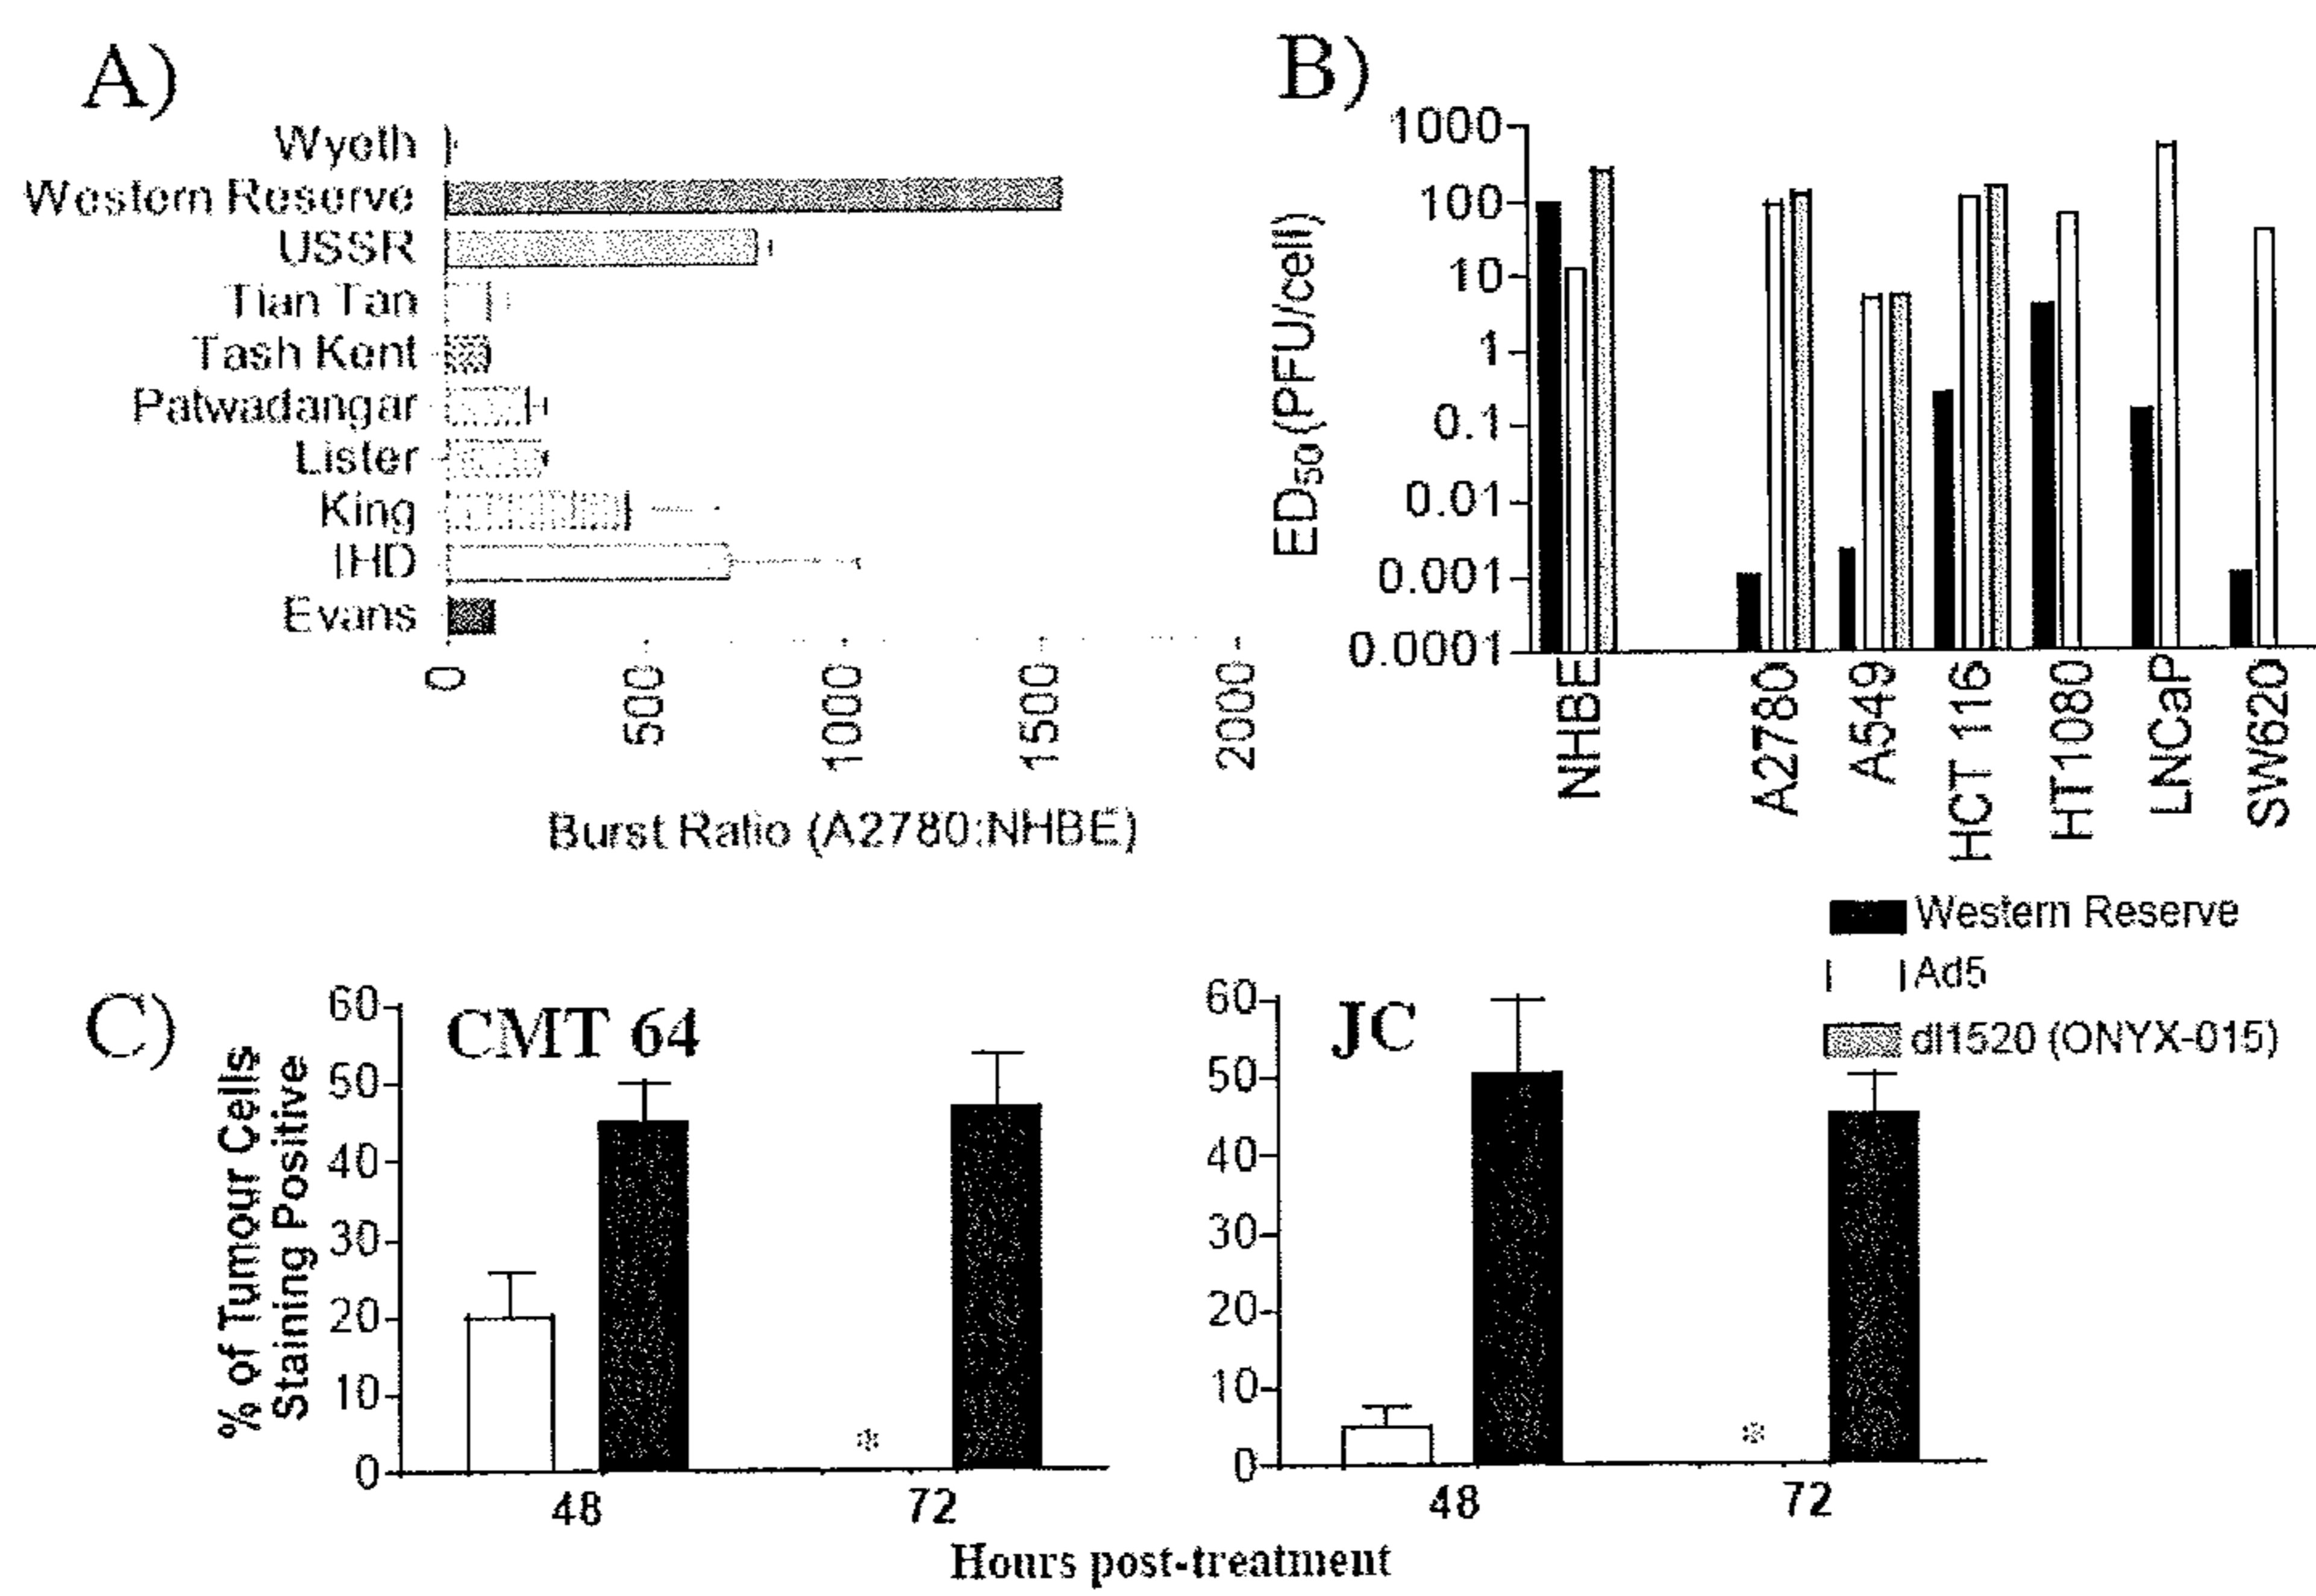 A)
Wyeth
Western Reserve
USSR
Tian Tan
Tash Kent
Patwadangar
Lister
King
IHD
Evans
0
500
1000
1500
2000
Burst Ratio (A2780:NHBE)
B)
ED50(PFU/cell)
1000
100
10
1
0.1
0.01
0.001
0.0001
NHBE
A2780
A549
HCT 116
HT1080
LNCaP
SW620
Western Reserve
Ad5
dl1520 (ONYX-015)
C)
% of Tumour Cells
Staining Positive
CMT 64
60
50
40
30
20
10
0
*
48
72
JC
60
50
40
30
20
10
0
*
48
72
Hours post-treatment